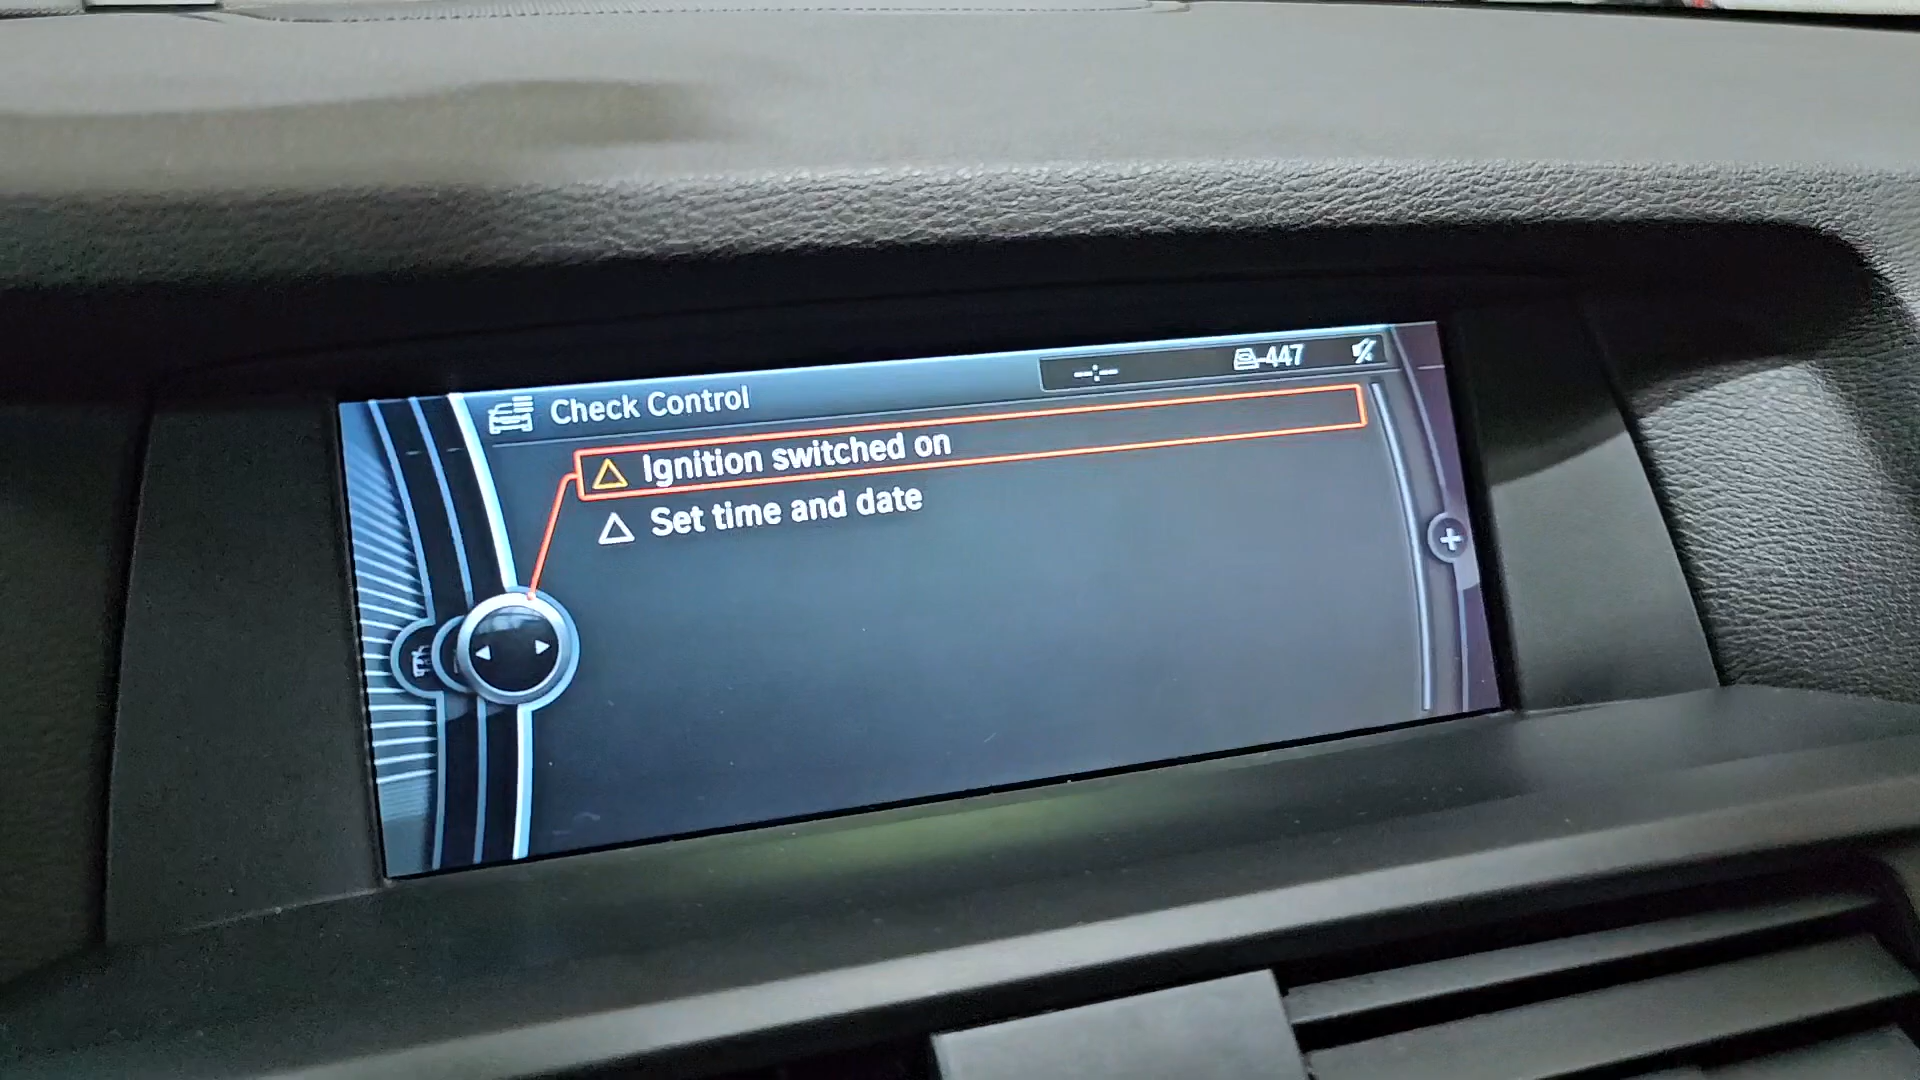 Check Control
--:-- 447
Ignition switched on
Set time and date